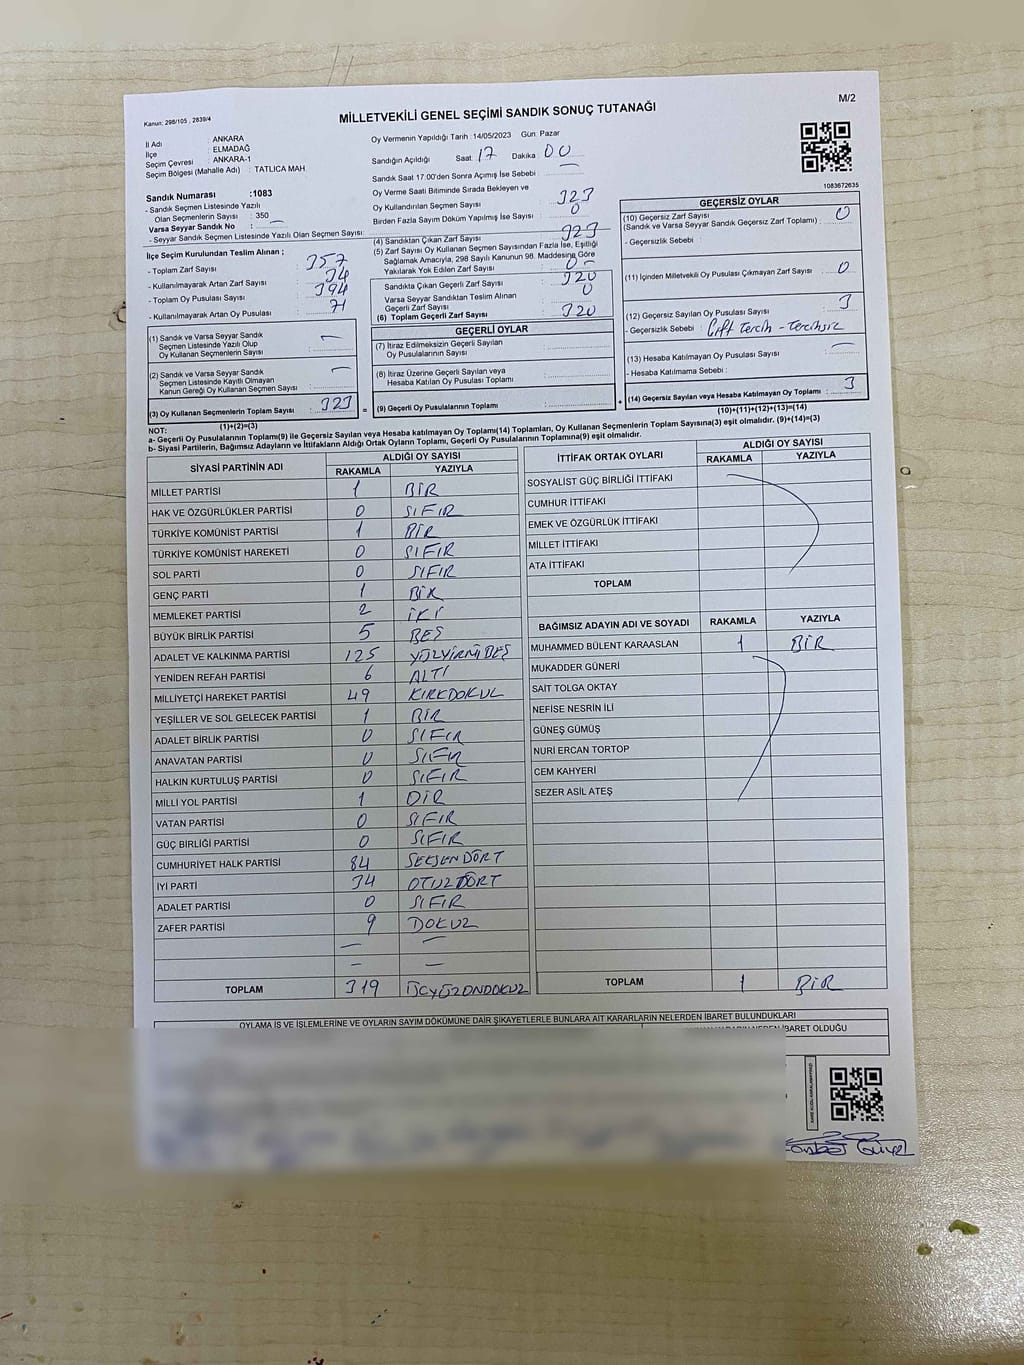 M/2
Kanun: 298/105 , 2839/4
MİLLETVEKİLİ GENEL SEÇİMİ SANDIK SONUÇ TUTANAĞI
İl Adı : ANKARA
İlçe : ELMADAĞ
Seçim Çevresi : ANKARA-1
Seçim Bölgesi (Mahalle Adı) : TATLICA MAH
Oy Vermenin Yapıldığı Tarih :14/05/2023 Gün: Pazar
Sandığın Açıldığı Saat: 17 Dakika 00
Sandık Saat 17.00'den Sonra Açımış İse Sebebi :
Sandık Numarası :1083
- Sandık Seçmen Listesinde Yazılı
Olan Seçmenlerin Sayısı : 350
Varsa Seyyar Sandık No : —
- Seyyar Sandık Seçmen Listesinde Yazılı Olan Seçmen Sayısı:
Oy Verme Saati Bitiminde Sırada Bekleyen ve
Oy Kullandırılan Seçmen Sayısı : 323
Birden Fazla Sayım Döküm Yapılmış İse Sayısı : 0
İlçe Seçim Kurulundan Teslim Alınan ;
- Toplam Zarf Sayısı : 357
- Kullanılmayarak Artan Zarf Sayısı : 34
- Toplam Oy Pusulası Sayısı : 394
- Kullanılmayarak Artan Oy Pusulası : 71
(4) Sandıktan Çıkan Zarf Sayısı : 323
(5) Zarf Sayısı Oy Kullanan Seçmen Sayısından Fazla İse, Eşitliği
Sağlamak Amacıyla, 298 Sayılı Kanunun 98. Maddesine Göre
Yakılarak Yok Edilen Zarf Sayısı : 0 —
Sandıkta Çıkan Geçerli Zarf Sayısı : 320
Varsa Seyyar Sandıktan Teslim Alınan
Geçerli Zarf Sayısı : 0
(6) Toplam Geçerli Zarf Sayısı : 320
1083672635
GEÇERSİZ OYLAR
(10) Geçersiz Zarf Sayısı
(Sandık ve Varsa Seyyar Sandık Geçersiz Zarf Toplamı) : 0
- Geçersizlik Sebebi :
(11) İçinden Milletvekili Oy Pusulası Çıkmayan Zarf Sayısı : 0
(12) Geçersiz Sayılan Oy Pusulası Sayısı : 3
- Geçersizlik Sebebi : Çift Tercih - Tercihsiz
(13) Hesaba Katılmayan Oy Pusulası Sayısı : —
- Hesaba Katılmama Sebebi :
(14) Geçersiz Sayılan veya Hesaba Katılmayan Oy Toplamı : 3
(10)+(11)+(12)+(13)=(14)
(1) Sandık ve Varsa Seyyar Sandık
Seçmen Listesinde Yazılı Olup
Oy Kullanan Seçmenlerin Sayısı : —
(2) Sandık ve Varsa Seyyar Sandık
Seçmen Listesinde Kayıtlı Olmayan
Kanun Gereği Oy Kullanan Seçmen Sayısı : —
(3) Oy Kullanan Seçmenlerin Toplam Sayısı : 323 =
(1)+(2)=(3)
GEÇERLİ OYLAR
(7) İtiraz Edilmeksizin Geçerli Sayılan
Oy Pusulalarının Sayısı :
(8) İtiraz Üzerine Geçerli Sayılan veya
Hesaba Katılan Oy Pusulası Toplamı :
(9) Geçerli Oy Pusulalarının Toplamı : +
NOT:
a- Geçerli Oy Pusulalarının Toplamı(9) ile Geçersiz Sayılan veya Hesaba katılmayan Oy Toplamı(14) Toplamları, Oy Kullanan Seçmenlerin Toplam Sayısına(3) eşit olmalıdır. (9)+(14)=(3)
b- Siyasi Partilerin, Bağımsız Adayların ve İttifakların Aldığı Ortak Oyların Toplamı, Geçerli Oy Pusulalarının Toplamına(9) eşit olmalıdır.
SİYASİ PARTİNİN ADI ALDIĞI OY SAYISI
RAKAMLA YAZIYLA
MİLLET PARTİSİ 1 BİR
HAK VE ÖZGÜRLÜKLER PARTİSİ 0 SIFIR
TÜRKİYE KOMÜNİST PARTİSİ 1 BİR
TÜRKİYE KOMÜNİST HAREKETİ 0 SIFIR
SOL PARTİ 0 SIFIR
GENÇ PARTİ 1 BİR
MEMLEKET PARTİSİ 2 İKİ
BÜYÜK BİRLİK PARTİSİ 5 BEŞ
ADALET VE KALKINMA PARTİSİ 125 YÜZYİRMİBEŞ
YENİDEN REFAH PARTİSİ 6 ALTI
MİLLİYETÇİ HAREKET PARTİSİ 49 KIRKDOKUZ
YEŞİLLER VE SOL GELECEK PARTİSİ 1 BİR
ADALET BİRLİK PARTİSİ 0 SIFIR
ANAVATAN PARTİSİ 0 SIFIR
HALKIN KURTULUŞ PARTİSİ 0 SIFIR
MİLLİ YOL PARTİSİ 1 BİR
VATAN PARTİSİ 0 SIFIR
GÜÇ BİRLİĞİ PARTİSİ 0 SIFIR
CUMHURİYET HALK PARTİSİ 84 SEKSENDÖRT
İYİ PARTİ 34 OTUZDÖRT
ADALET PARTİSİ 0 SIFIR
ZAFER PARTİSİ 9 DOKUZ
— —
— —
TOPLAM 319 ÜÇYÜZONDOKUZ
İTTİFAK ORTAK OYLARI ALDIĞI OY SAYISI
RAKAMLA YAZIYLA
SOSYALİST GÜÇ BİRLİĞİ İTTİFAKI
CUMHUR İTTİFAKI
EMEK VE ÖZGÜRLÜK İTTİFAKI
MİLLET İTTİFAKI
ATA İTTİFAKI
TOPLAM
BAĞIMSIZ ADAYIN ADI VE SOYADI RAKAMLA YAZIYLA
MUHAMMED BÜLENT KARAASLAN 1 BİR
MUKADDER GÜNERİ
SAİT TOLGA OKTAY
NEFİSE NESRİN İLİ
GÜNEŞ GÜMÜŞ
NURİ ERCAN TORTOP
CEM KAHYERİ
SEZER ASİL ATEŞ
TOPLAM 1 BİR
OYLAMA İŞ VE İŞLEMLERİNE VE OYLARIN SAYIM DÖKÜMÜNE DAİR ŞİKAYETLERLE BUNLARA AİT KARARLARIN NELERDEN İBARET BULUNDUKLARI
İBARET OLDUĞU